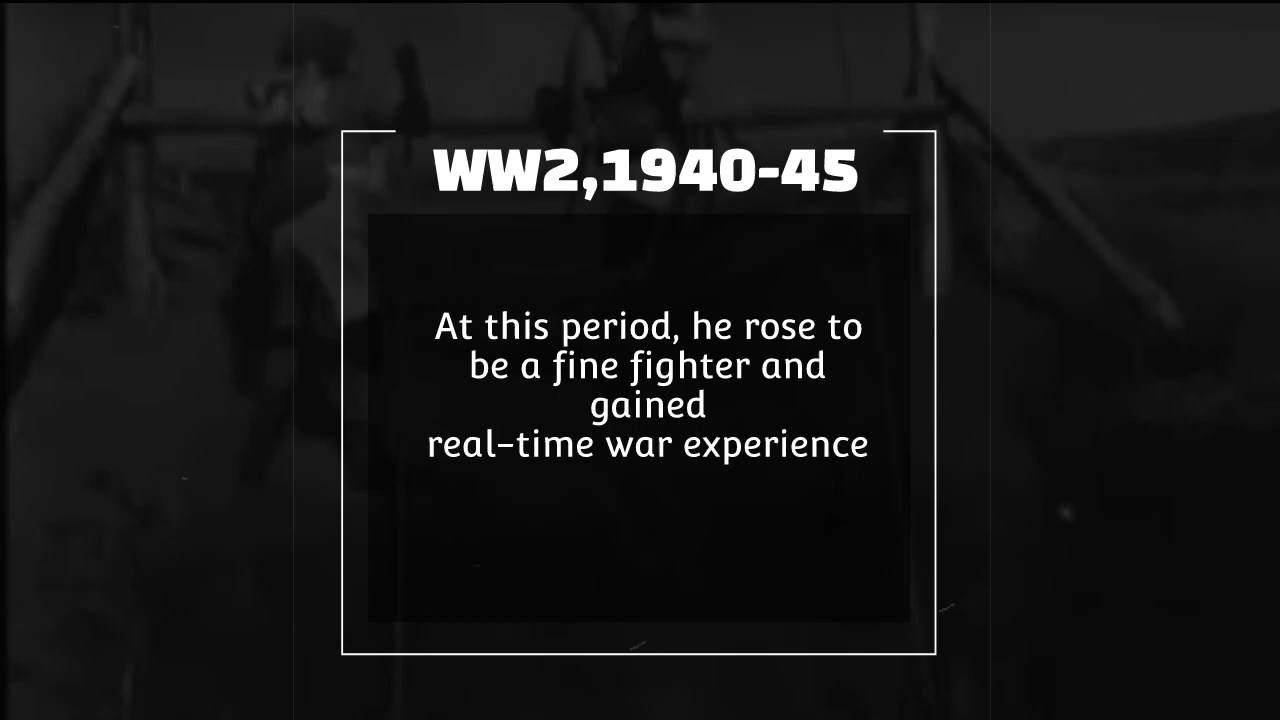 WW2,1940-45
At this period, he rose to
be a fine fighter and
gained
real-time war experience